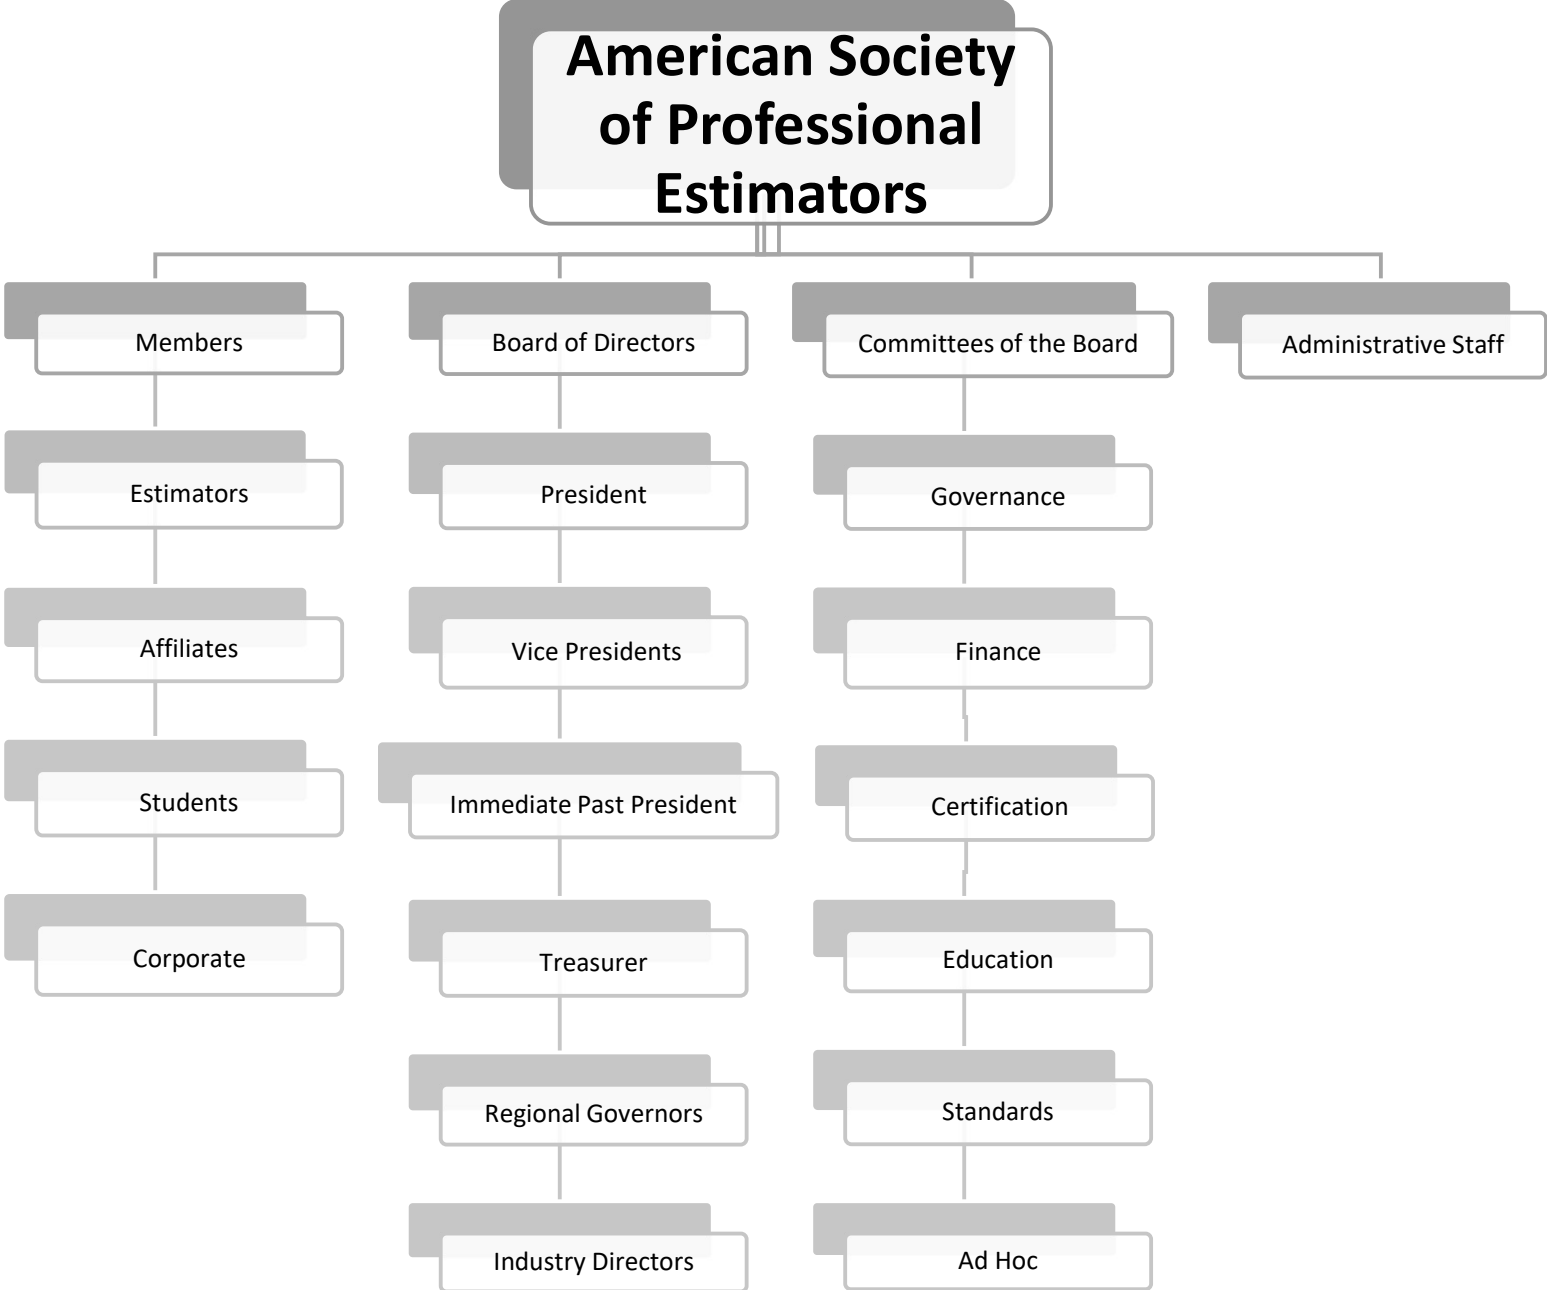 American Society
of Professional
Estimators
Members
Board of Directors
Committees of the Board
Administrative Staff
Estimators
President
Governance
Affiliates
Vice Presidents
Finance
Students
Immediate Past President
Certification
Corporate
Treasurer
Education
Regional Governors
Standards
Industry Directors
Ad Hoc